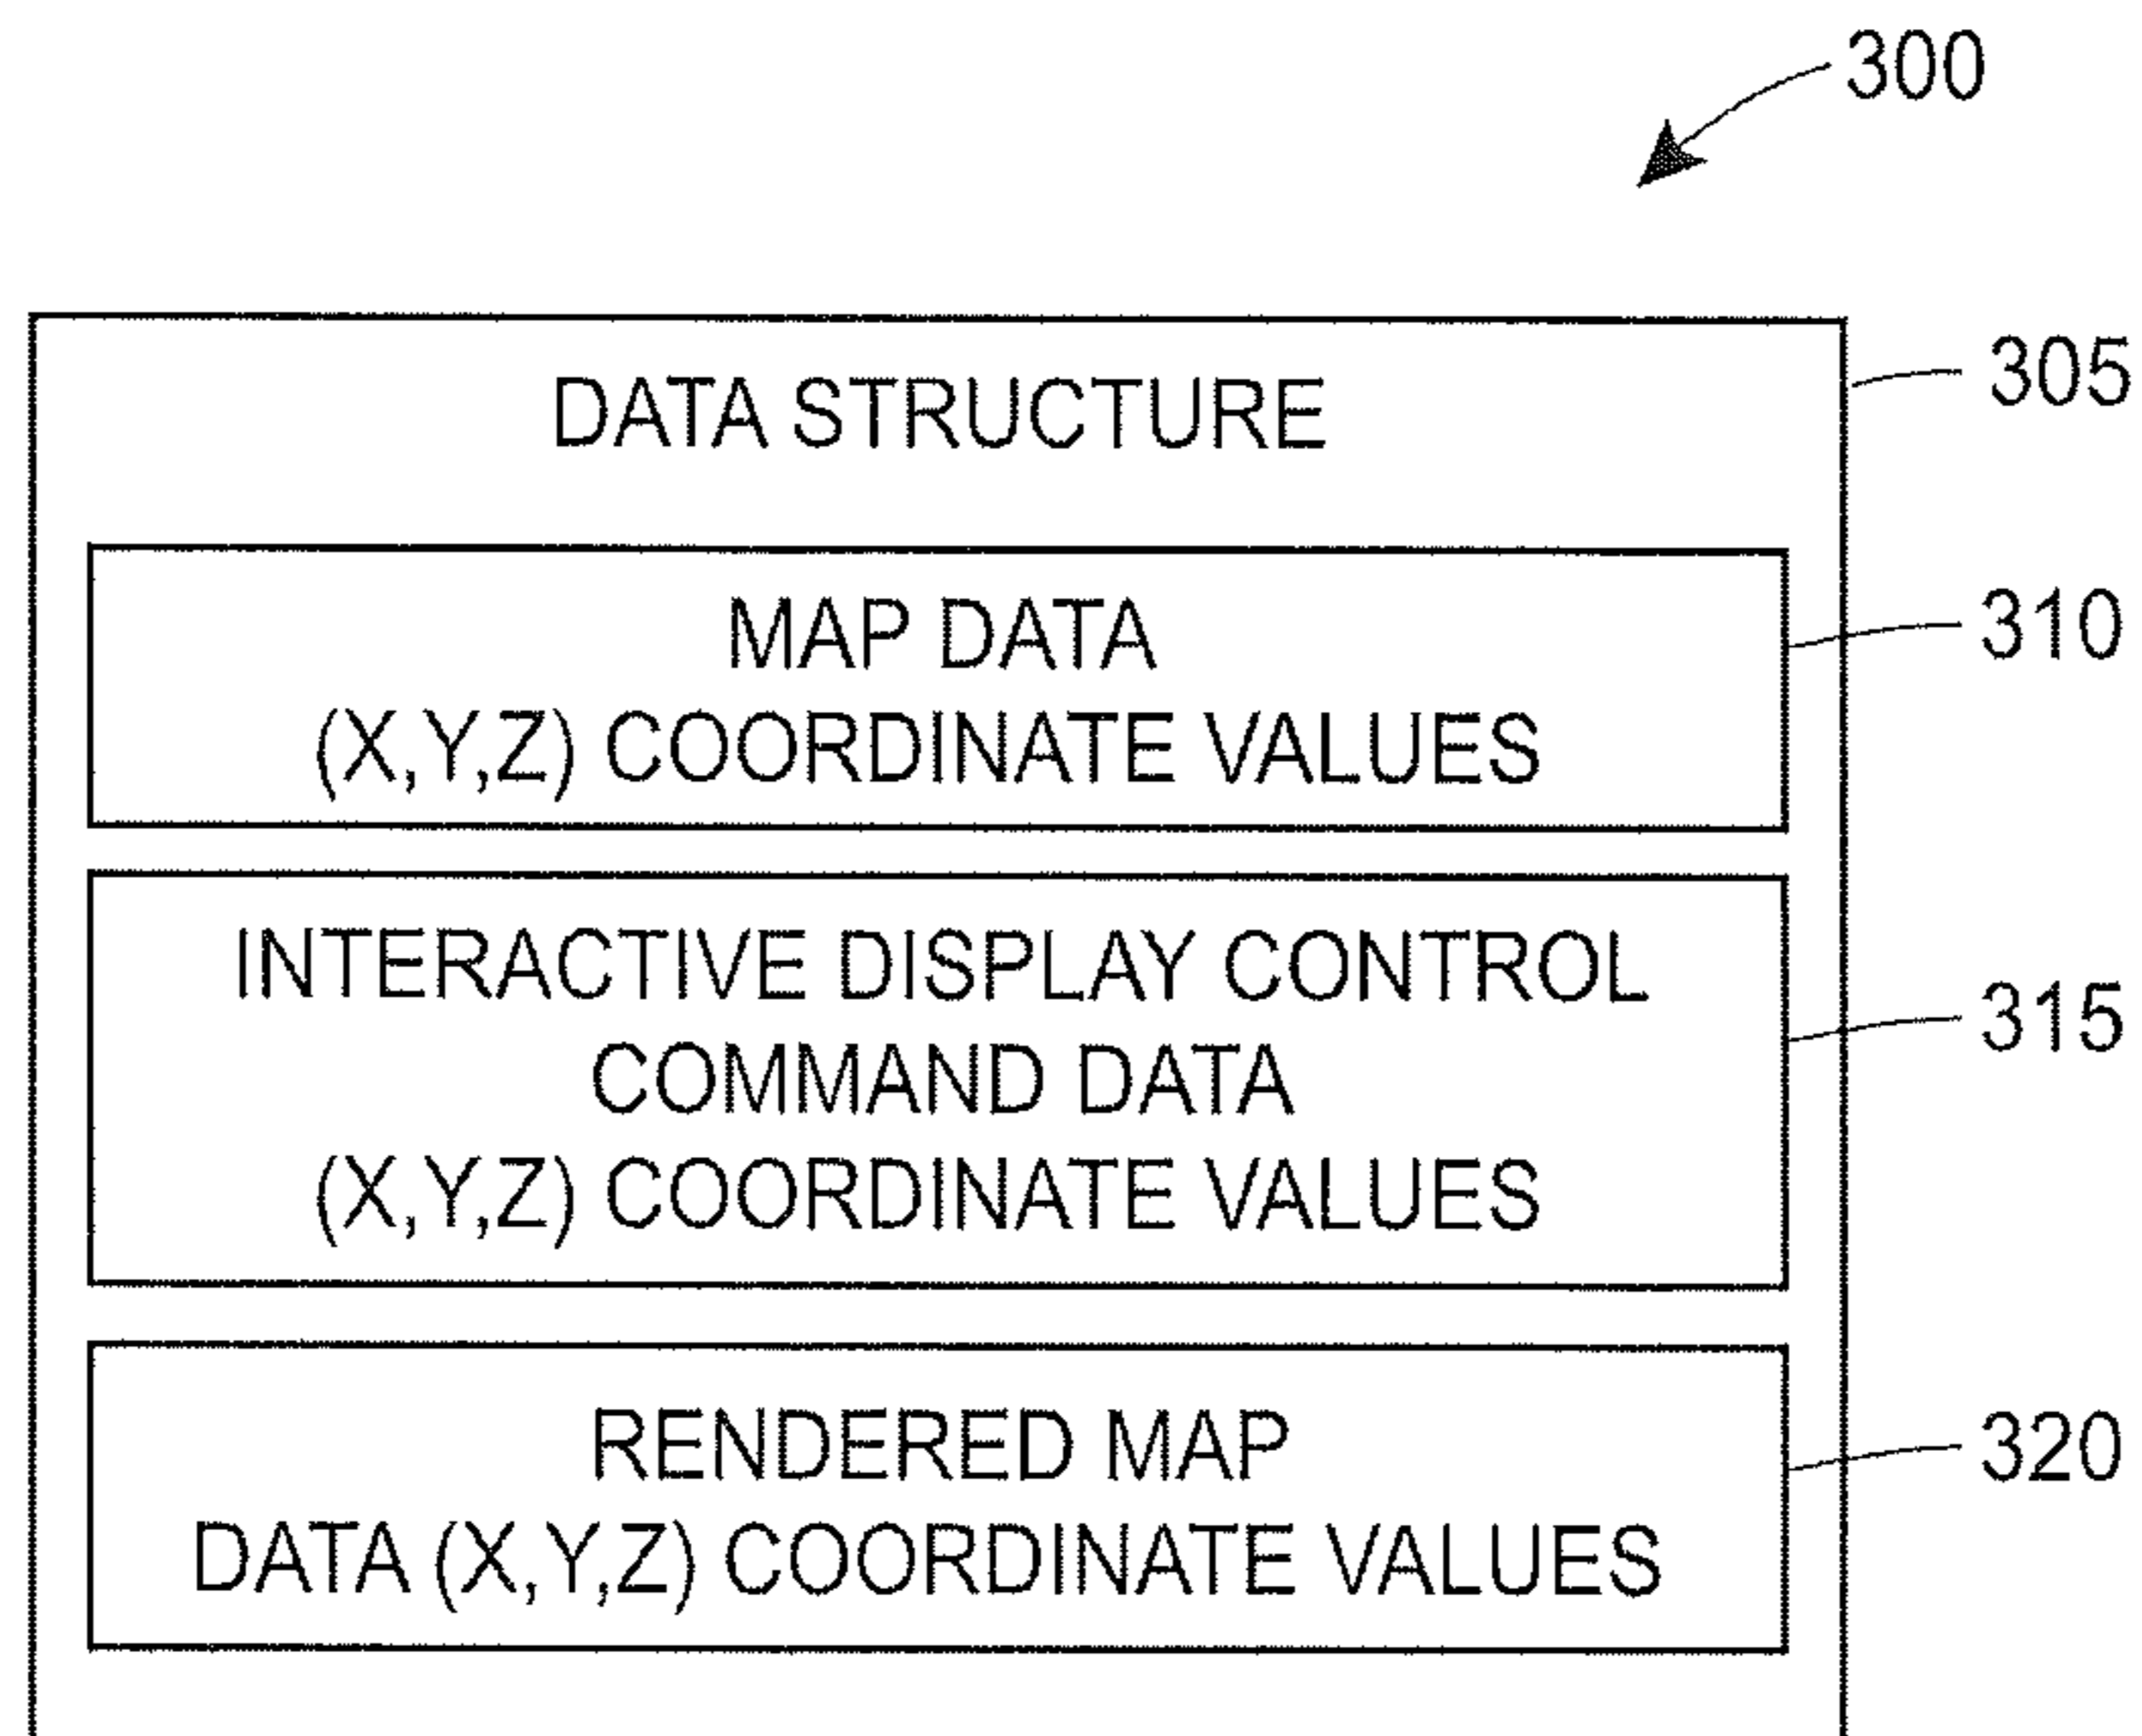 300
DATA STRUCTURE
305
MAP DATA
(X,Y,Z) COORDINATE VALUES
310
INTERACTIVE DISPLAY CONTROL
COMMAND DATA
(X,Y,Z) COORDINATE VALUES
315
RENDERED MAP
DATA (X,Y,Z) COORDINATE VALUES
320